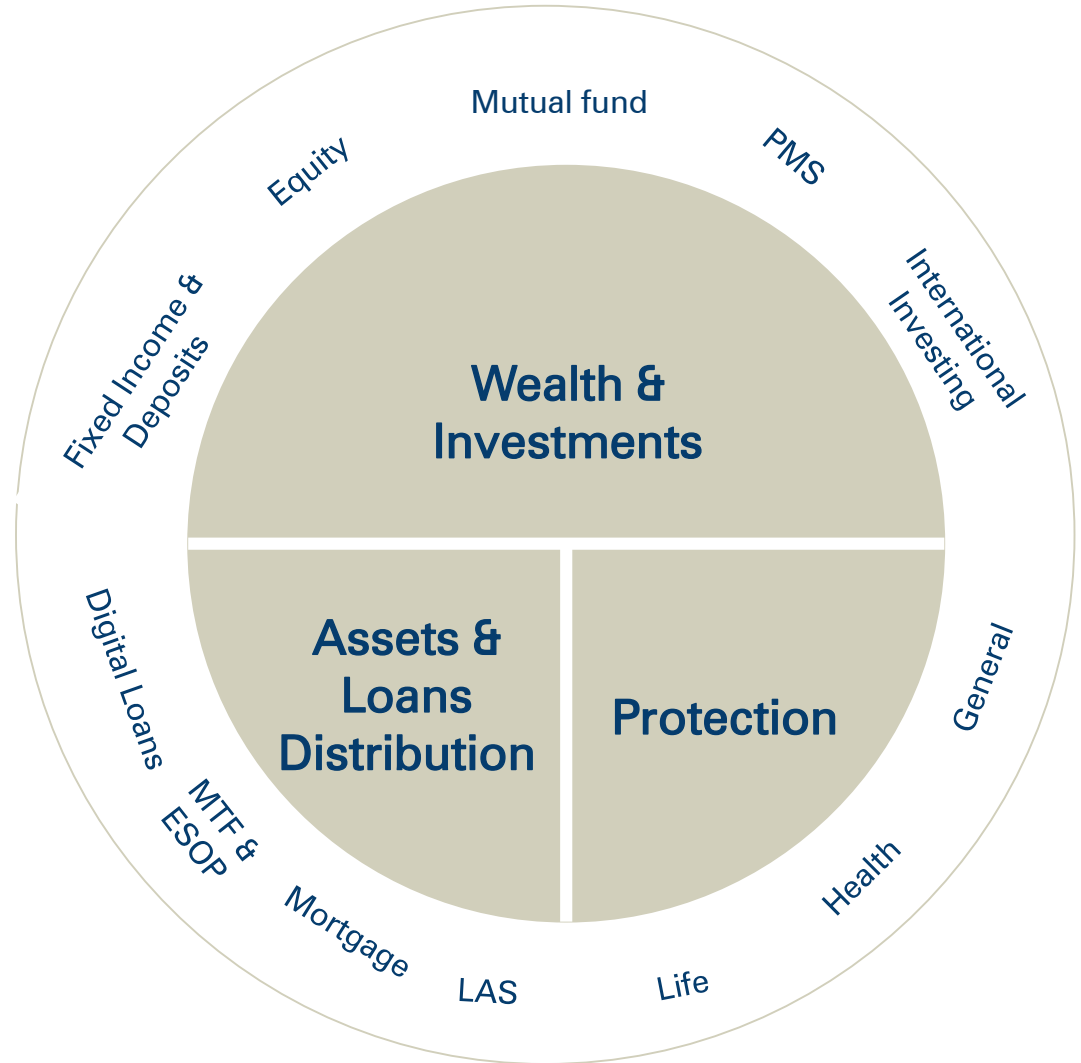 Mutual fund
Equity
PMS
Fixed Income &
Deposits
International
Investing
Wealth &
Investments
Assets &
Loans
Distribution
Protection
Digital Loans
MTF &
ESOP
Mortgage
LAS
Life
Health
General